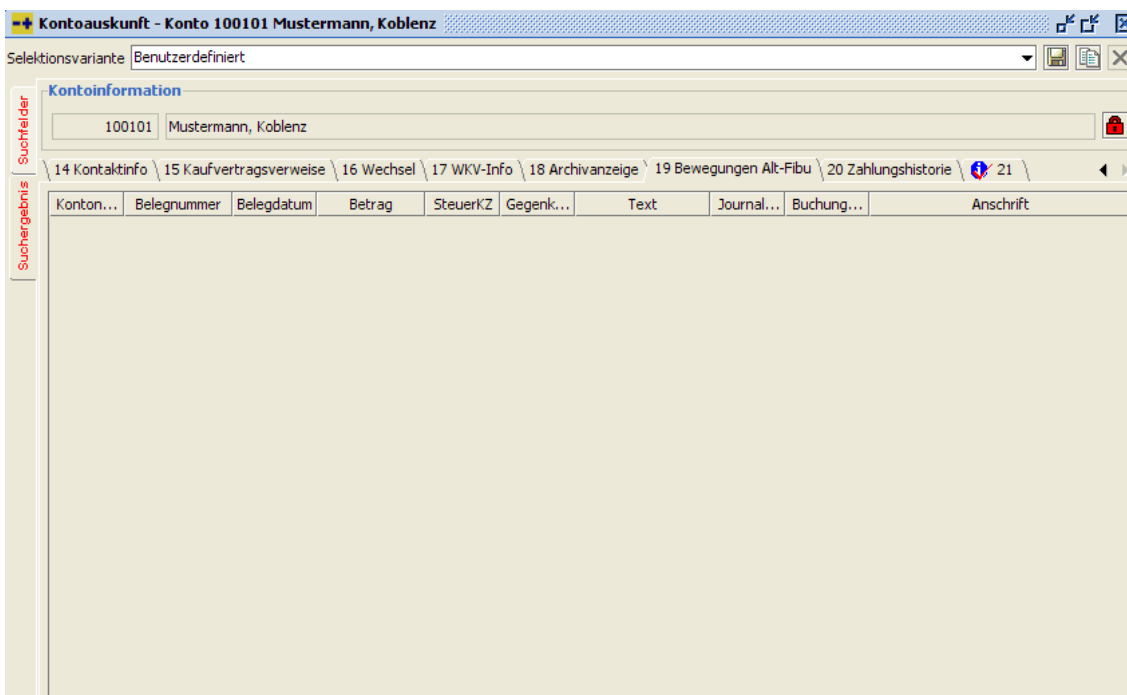 Kontoauskunft - Konto 100101 Mustermann, Koblenz
Selektionsvariante Benutzerdefiniert
Suchfelder
Suchergebnis
Kontoinformation
100101 Mustermann, Koblenz
14 Kontaktinfo 15 Kaufvertragsverweise 16 Wechsel 17 WKV-Info 18 Archivanzeige 19 Bewegungen Alt-Fibu 20 Zahlungshistorie 21
Konton... Belegnummer Belegdatum Betrag SteuerKZ Gegenk... Text Journal... Buchung... Anschrift